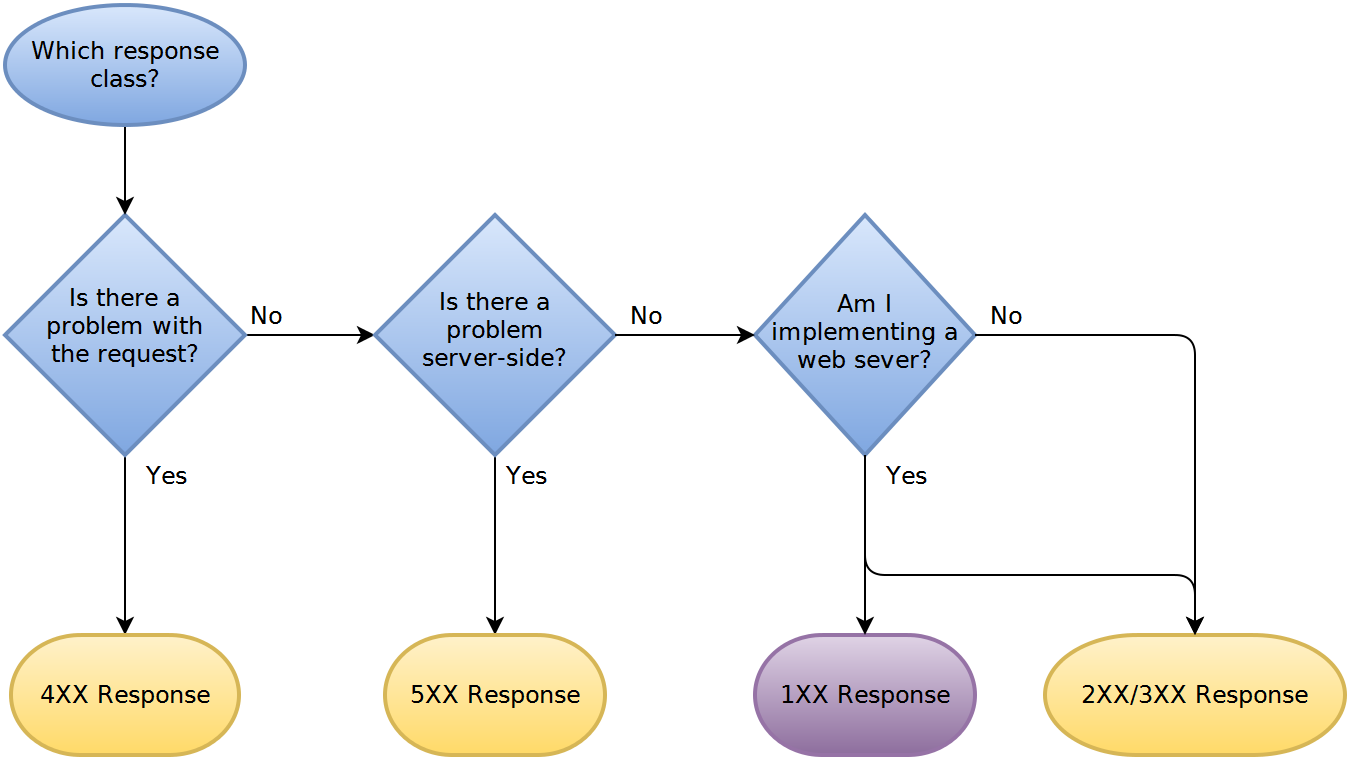 Which response
class?
Is there a
problem with
the request?
No
Is there a
problem
server-side?
No
Am I
implementing a
web sever?
No
Yes
Yes
Yes
4XX Response
5XX Response
1XX Response
2XX/3XX Response